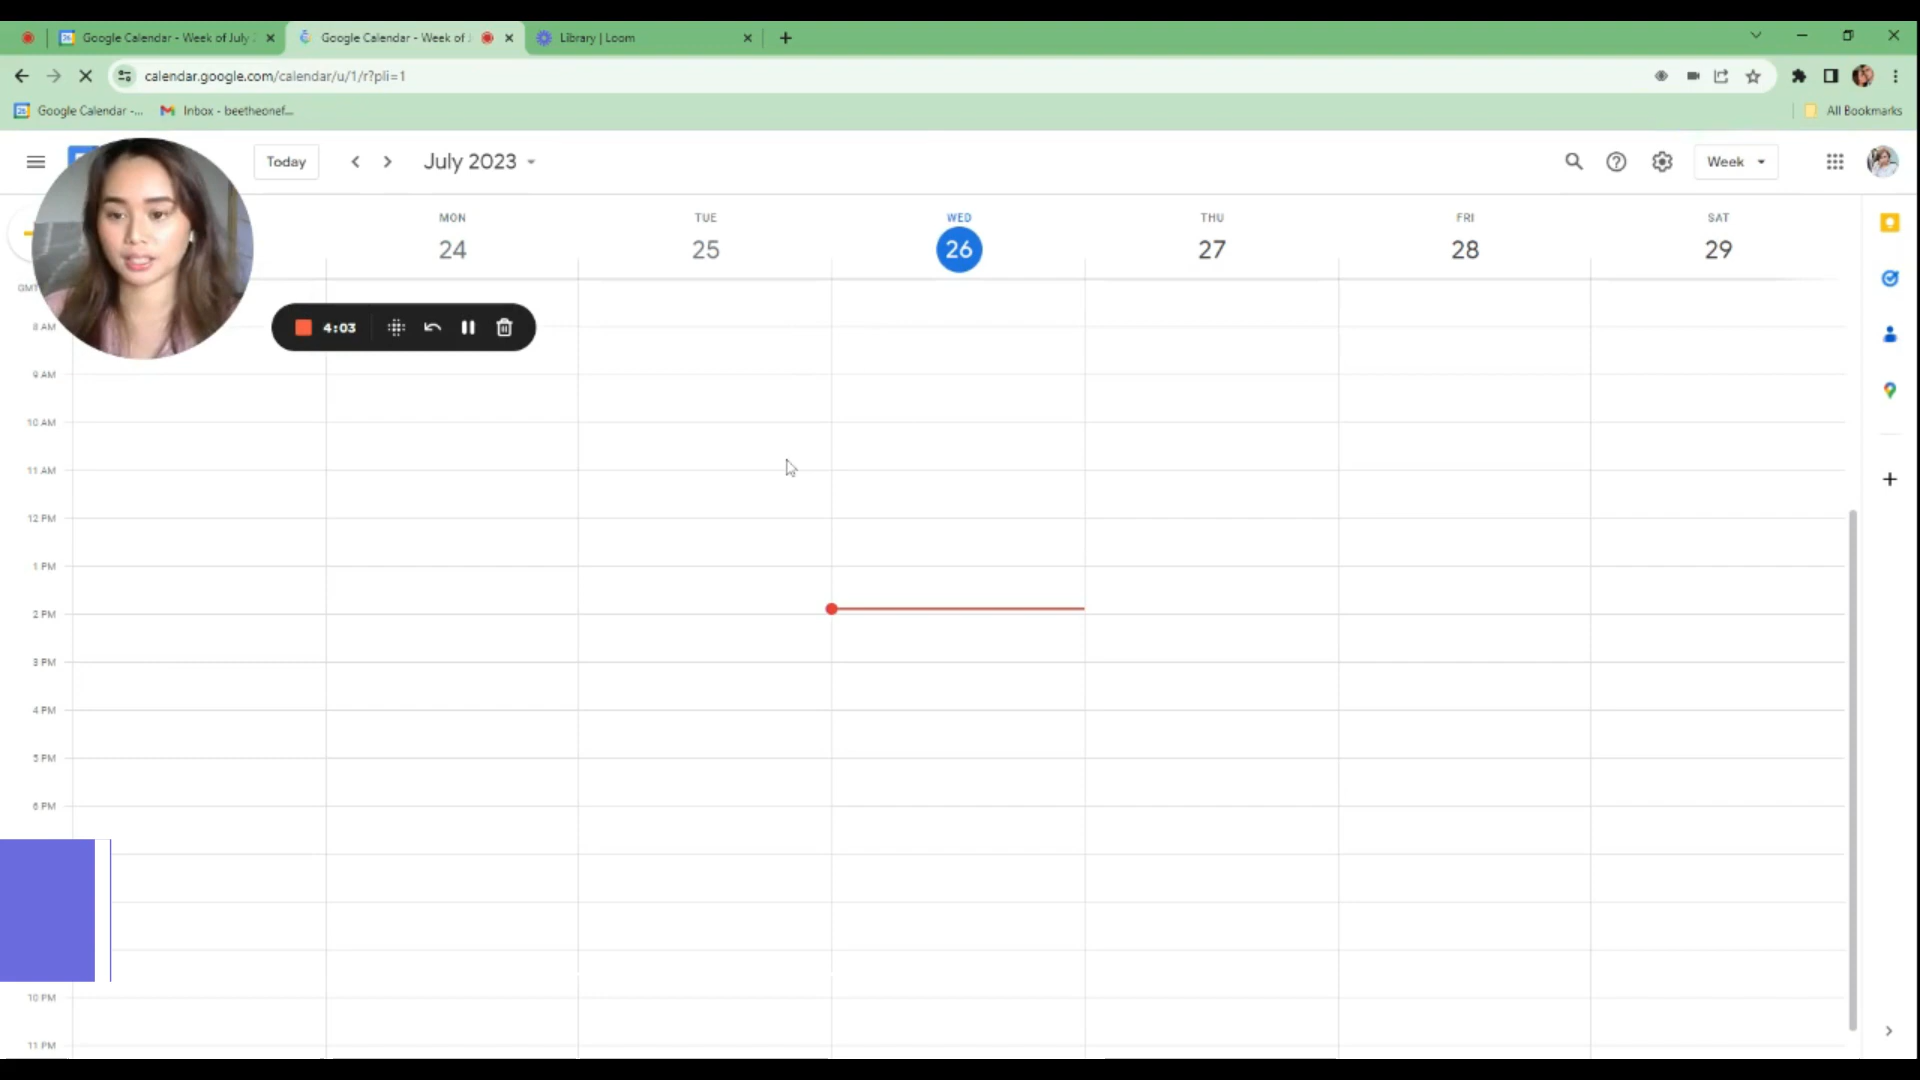 Google Calendar - Week of July
Google Calendar - Week of
Library | Loom
calendar.google.com/calendar/u/1/r?pli=1
Google Calendar -...
Inbox - beetheonef...
All Bookmarks
Today
July 2023
Week
MON
TUE
WED
THU
FRI
SAT
24
25
26
27
28
29
GMT
4:03
8 AM
9 AM
10 AM
11 AM
12 PM
1 PM
2 PM
3 PM
4 PM
5 PM
6 PM
10 PM
11 PM